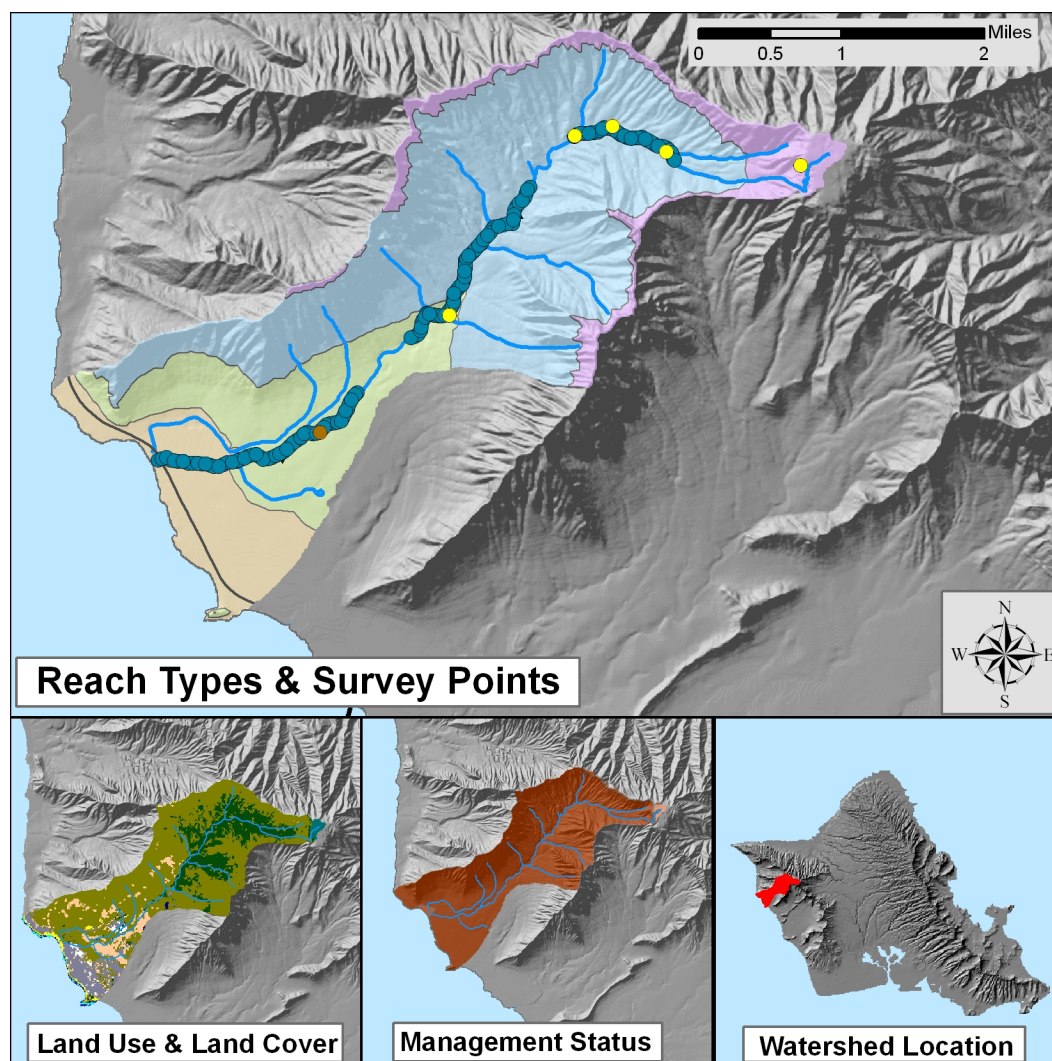 Miles
0 0.5 1 2
N
W E
S
Reach Types & Survey Points
Land Use & Land Cover
Management Status
Watershed Location